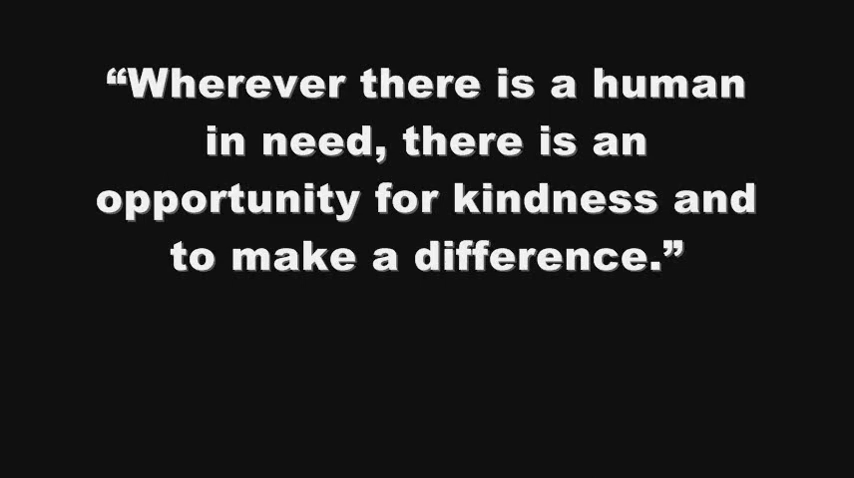 “Wherever there is a human
in need, there is an
opportunity for kindness and
to make a difference.”